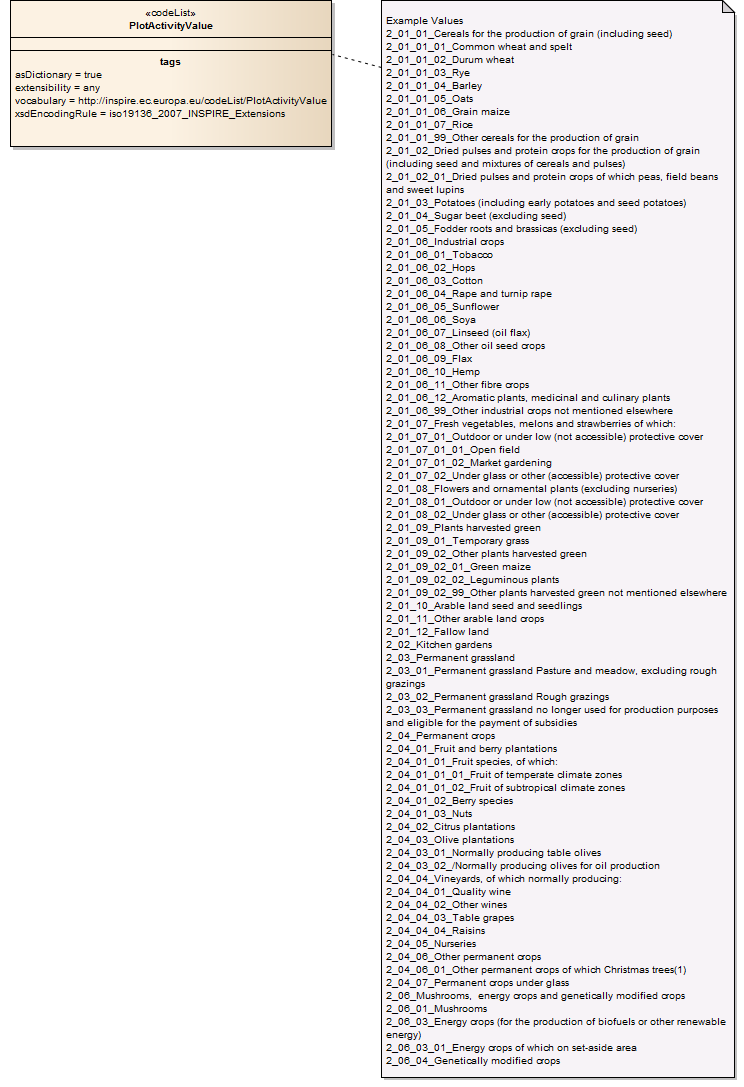 «codeList»
PlotActivityValue
tags
asDictionary = true
extensibility = any
vocabulary = http://inspire.ec.europa.eu/codeList/PlotActivityValue
xsdEncodingRule = iso19136_2007_INSPIRE_Extensions
Example Values
2_01_01_Cereals for the production of grain (including seed)
2_01_01_01_Common wheat and spelt
2_01_01_02_Durum wheat
2_01_01_03_Rye
2_01_01_04_Barley
2_01_01_05_Oats
2_01_01_06_Grain maize
2_01_01_07_Rice
2_01_01_99_Other cereals for the production of grain
2_01_02_Dried pulses and protein crops for the production of grain
(including seed and mixtures of cereals and pulses)
2_01_02_01_Dried pulses and protein crops of which peas, field beans
and sweet lupins
2_01_03_Potatoes (including early potatoes and seed potatoes)
2_01_04_Sugar beet (excluding seed)
2_01_05_Fodder roots and brassicas (excluding seed)
2_01_06_Industrial crops
2_01_06_01_Tobacco
2_01_06_02_Hops
2_01_06_03_Cotton
2_01_06_04_Rape and turnip rape
2_01_06_05_Sunflower
2_01_06_06_Soya
2_01_06_07_Linseed (oil flax)
2_01_06_08_Other oil seed crops
2_01_06_09_Flax
2_01_06_10_Hemp
2_01_06_11_Other fibre crops
2_01_06_12_Aromatic plants, medicinal and culinary plants
2_01_06_99_Other industrial crops not mentioned elsewhere
2_01_07_Fresh vegetables, melons and strawberries of which:
2_01_07_01_Outdoor or under low (not accessible) protective cover
2_01_07_01_01_Open field
2_01_07_01_02_Market gardening
2_01_07_02_Under glass or other (accessible) protective cover
2_01_08_Flowers and ornamental plants (excluding nurseries)
2_01_08_01_Outdoor or under low (not accessible) protective cover
2_01_08_02_Under glass or other (accessible) protective cover
2_01_09_Plants harvested green
2_01_09_01_Temporary grass
2_01_09_02_Other plants harvested green
2_01_09_02_01_Green maize
2_01_09_02_02_Leguminous plants
2_01_09_02_99_Other plants harvested green not mentioned elsewhere
2_01_10_Arable land seed and seedlings
2_01_11_Other arable land crops
2_01_12_Fallow land
2_02_Kitchen gardens
2_03_Permanent grassland
2_03_01_Permanent grassland Pasture and meadow, excluding rough
grazings
2_03_02_Permanent grassland Rough grazings
2_03_03_Permanent grassland no longer used for production purposes
and eligible for the payment of subsidies
2_04_Permanent crops
2_04_01_Fruit and berry plantations
2_04_01_01_Fruit species, of which:
2_04_01_01_01_Fruit of temperate climate zones
2_04_01_01_02_Fruit of subtropical climate zones
2_04_01_02_Berry species
2_04_01_03_Nuts
2_04_02_Citrus plantations
2_04_03_Olive plantations
2_04_03_01_Normally producing table olives
2_04_03_02_/Normally producing olives for oil production
2_04_04_Vineyards, of which normally producing:
2_04_04_01_Quality wine
2_04_04_02_Other wines
2_04_04_03_Table grapes
2_04_04_04_Raisins
2_04_05_Nurseries
2_04_06_Other permanent crops
2_04_06_01_Other permanent crops of which Christmas trees(1)
2_04_07_Permanent crops under glass
2_06_Mushrooms,  energy crops and genetically modified crops
2_06_01_Mushrooms
2_06_03_Energy crops (for the production of biofuels or other renewable
energy)
2_06_03_01_Energy crops of which on set-aside area
2_06_04_Genetically modified crops